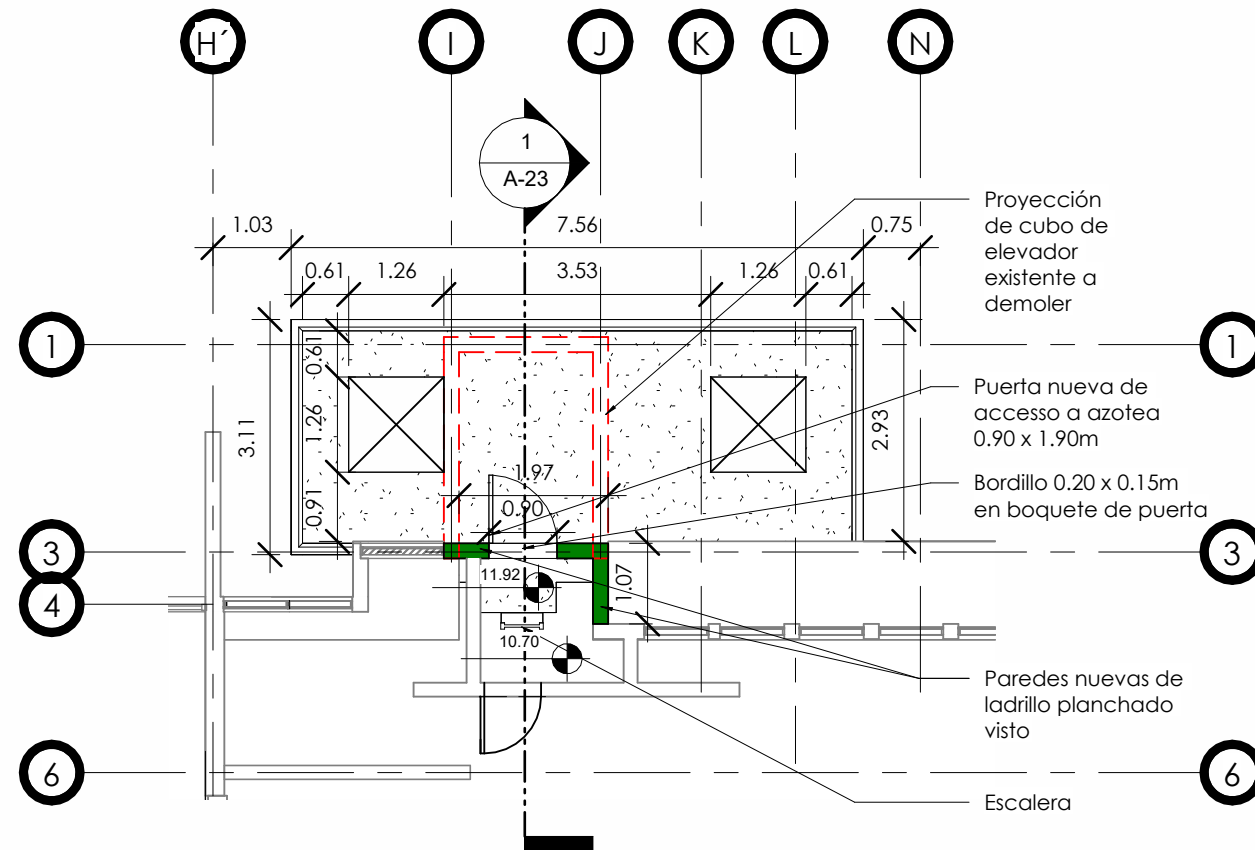 H´
I
J
K
L
N
1
A-23
1.03
7.56
0.75
0.61
1.26
3.53
1.26
0.61
Proyección
de cubo de
elevador
existente a
demoler
1
1
0.61
1.26
0.91
3.11
2.93
Puerta nueva de
accesso a azotea
0.90 x 1.90m
1.97
0.90
Bordillo 0.20 x 0.15m
en boquete de puerta
3
3
11.92
1.07
4
10.70
Paredes nuevas de
ladrillo planchado
visto
6
6
Escalera